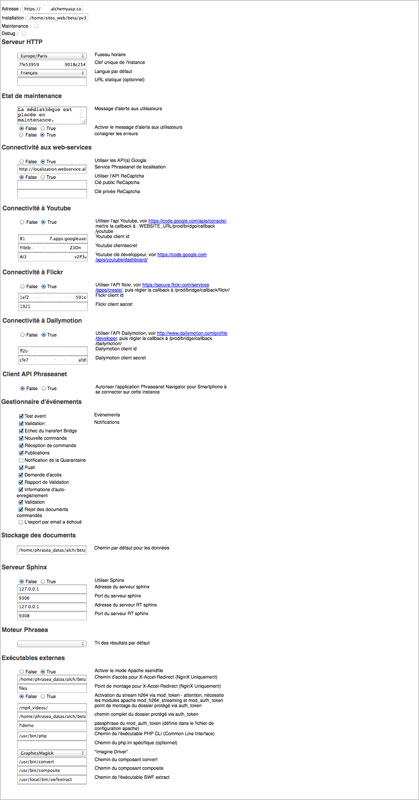 Adresse : https:// .alchemyasp.co
Installation : /home/sites_web/beta/pv3
Maintenance :
Debug :
Serveur HTTP
Europe/Paris Fuseau horaire
7fe53959 9018c254 Clef unique de l'instance
Français Langue par défaut
URL statique (optionnel)
Etat de maintenance
La médiathèque est placée en maintenance. Message d'alerte aux utilisateurs
False True Activer le message d'alerte aux utilisateurs
False True consigner les erreurs
Connectivité aux web-services
False True Utiliser les API(s) Google
http://localization.webservice.al Service Phraseanet de localisation
False True Utiliser l'API ReCaptcha
Clé public ReCaptcha
Clé privée ReCaptcha
Connectivité à Youtube
False True Utiliser l'api Youtube, voir https://code.google.com/apis/console/,
mettre la callback à : WEBSITE_URL/prod/bridge/callback
/youtube
7.apps.googleuse Youtube client id
Youtube clientsecret
AI3 Youtube clé développeur, voir https://code.google.com
/apis/youtube/dashboard/
Connectivité à Flickr
False True Utiliser l'API flickr, voir https://secure.flickr.com/services
/apps/create/, puis régler la callback à /prod/bridge/callback/flickr/
1ef2 591c Flickr client id
1921 Flickr client secret
Connectivité à Dailymotion
False True Utiliser l'API Dailymotion, voir http://www.dailymotion.com/profile
/developer, puis régler la callback à /prod/bridge/callback
/dailymotion/
Dailymotion client id
cfe7 Dailymotion client secret
Client API Phraseanet
False True Autoriser l'application Phraseanet Navigator pour Smartphone à
se connecter sur cette instance
Gestionnaire d'événements
Test event Evénements
Validation Notifications
Echec du transfert Bridge
Nouvelle commande
Réception de commande
Publications
Notification de la Quarantaine
Push
Demande d'accès
Rapport de Validation
Informations d'auto-
enregistrement
Validation
Rejet des documents
commandés
L'export par email a échoué
Stockage des documents
/home/phrasea_datas/alch/beta Chemin par défaut pour les données
Serveur Sphinx
False True Utiliser Sphinx
127.0.0.1 Adresse du serveur sphinx
9306 Port du serveur sphinx
127.0.0.1 Adresse du serveur RT sphinx
9308 Port du serveur RT sphinx
Moteur Phrasea
Tri des résultats par défaut
Exécutables externes
False True Activer le mode Apache xsendfile
/home/phrasea_datas/alch/beta Chemin d'accès pour X-Accel-Redirect (NginX Uniquement)
files Point de montage pour X-Accel-Redirect (NginX Uniquement)
False True Activation du stream h264 via mod_token - attention, nécessite
les modules apache mod_h264_streaming et mod_auth_token
/mp4_videos/ point de montage du dossier protégé via auth_token
/home/phrasea_datas/alch/beta chemin complet du dossier protégé via auth_token
hdemo passphrase du mod_auth_token (définie dans le fichier de
configuration apache)
/usr/bin/php Chemin de l'éxécutable PHP CLI (Common Line Interface)
Chemin du php.ini spécifique (optionnel)
GraphicsMagick "Imagine Driver"
/usr/bin/convert Chemin du composant convert
/usr/bin/composite Chemin du composant composite
/usr/local/bin/swfextract Chemin de l'exécutable SWF extract